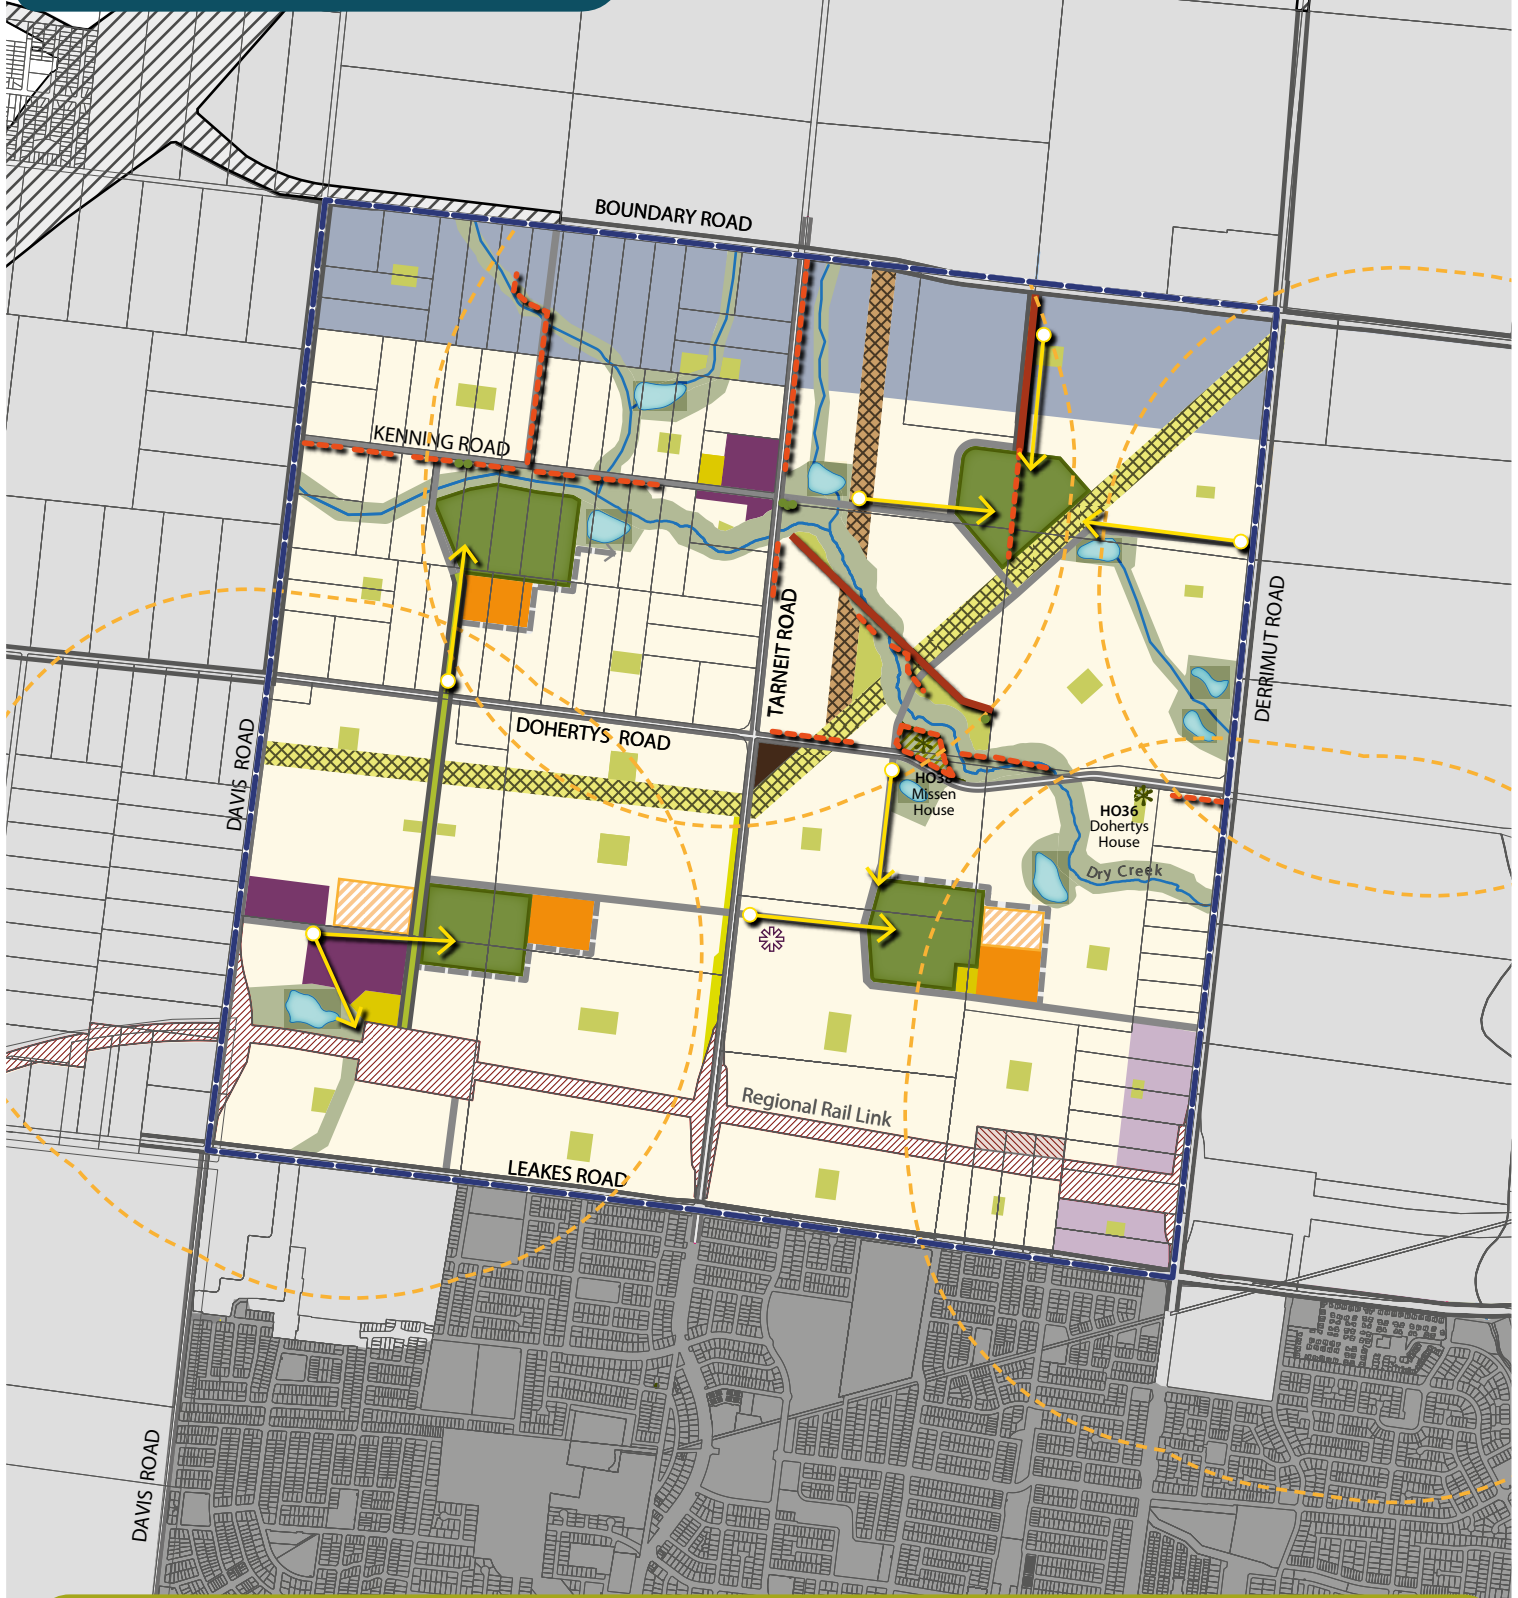 BOUNDARY ROAD
KENNING ROAD
TARNEIT ROAD
DERRIMUT ROAD
DOHERTYS ROAD
DAVIS ROAD
HO38
Missen
House
HO36
Dohertys
House
Dry Creek
Regional Rail Link
LEAKES ROAD
DAVIS ROAD